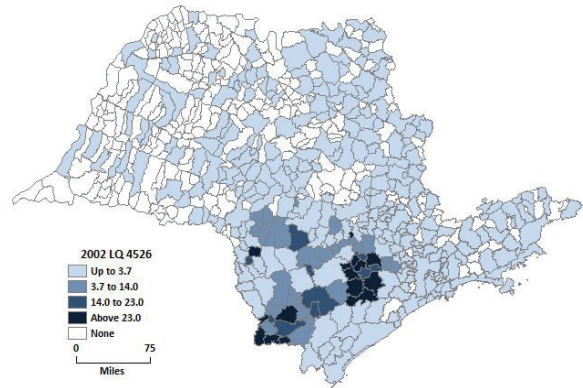 2002 LQ 4526
Up to 3.7
3.7 to 14.0
14.0 to 23.0
Above 23.0
None
0 75
Miles